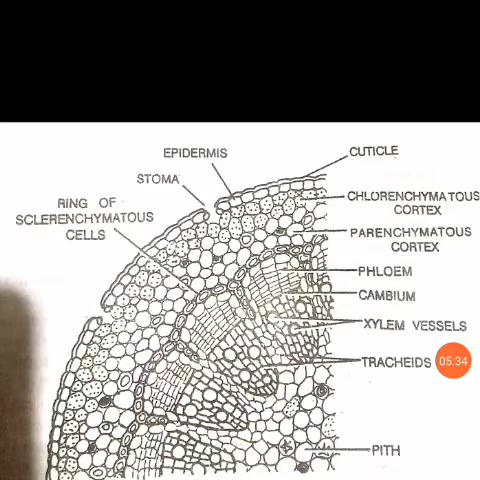 EPIDERMIS
CUTICLE
STOMA
RING OF
SCLERENCHYMATOUS
CELLS
CHLORENCHYMATOUS
CORTEX
PARENCHYMATOUS
CORTEX
PHLOEM
CAMBIUM
XYLEM VESSELS
TRACHEIDS
05:34
PITH